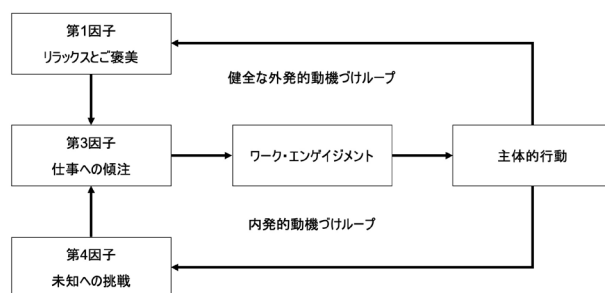 第1因子
リラックスとご褒美
健全な外発的動機づけループ
第3因子
仕事への傾注
ワーク・エンゲイジメント
主体的行動
内発的動機づけループ
第4因子
未知への挑戦